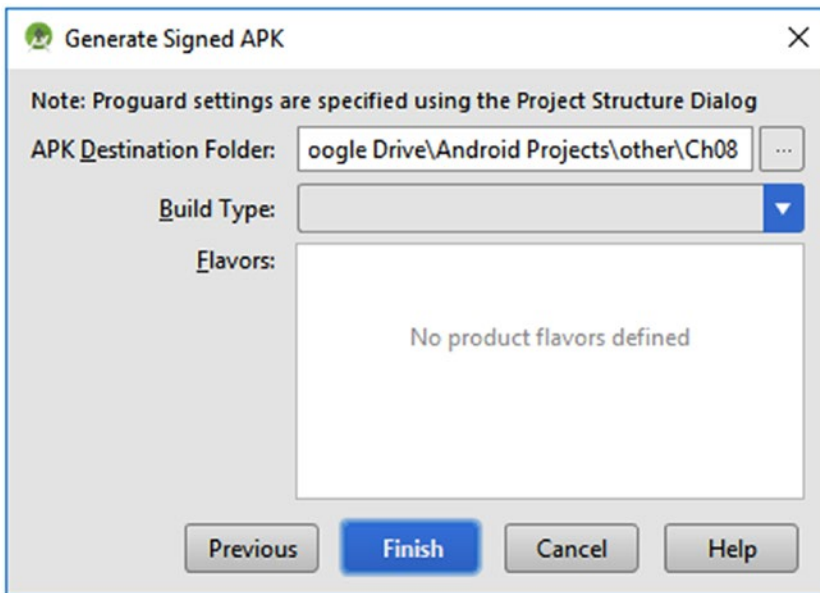 Generate Signed APK
Note: Proguard settings are specified using the Project Structure Dialog
APK Destination Folder: oogle Drive\Android Projects\other\Ch08 ...
Build Type:
Flavors:
No product flavors defined
Previous Finish Cancel Help